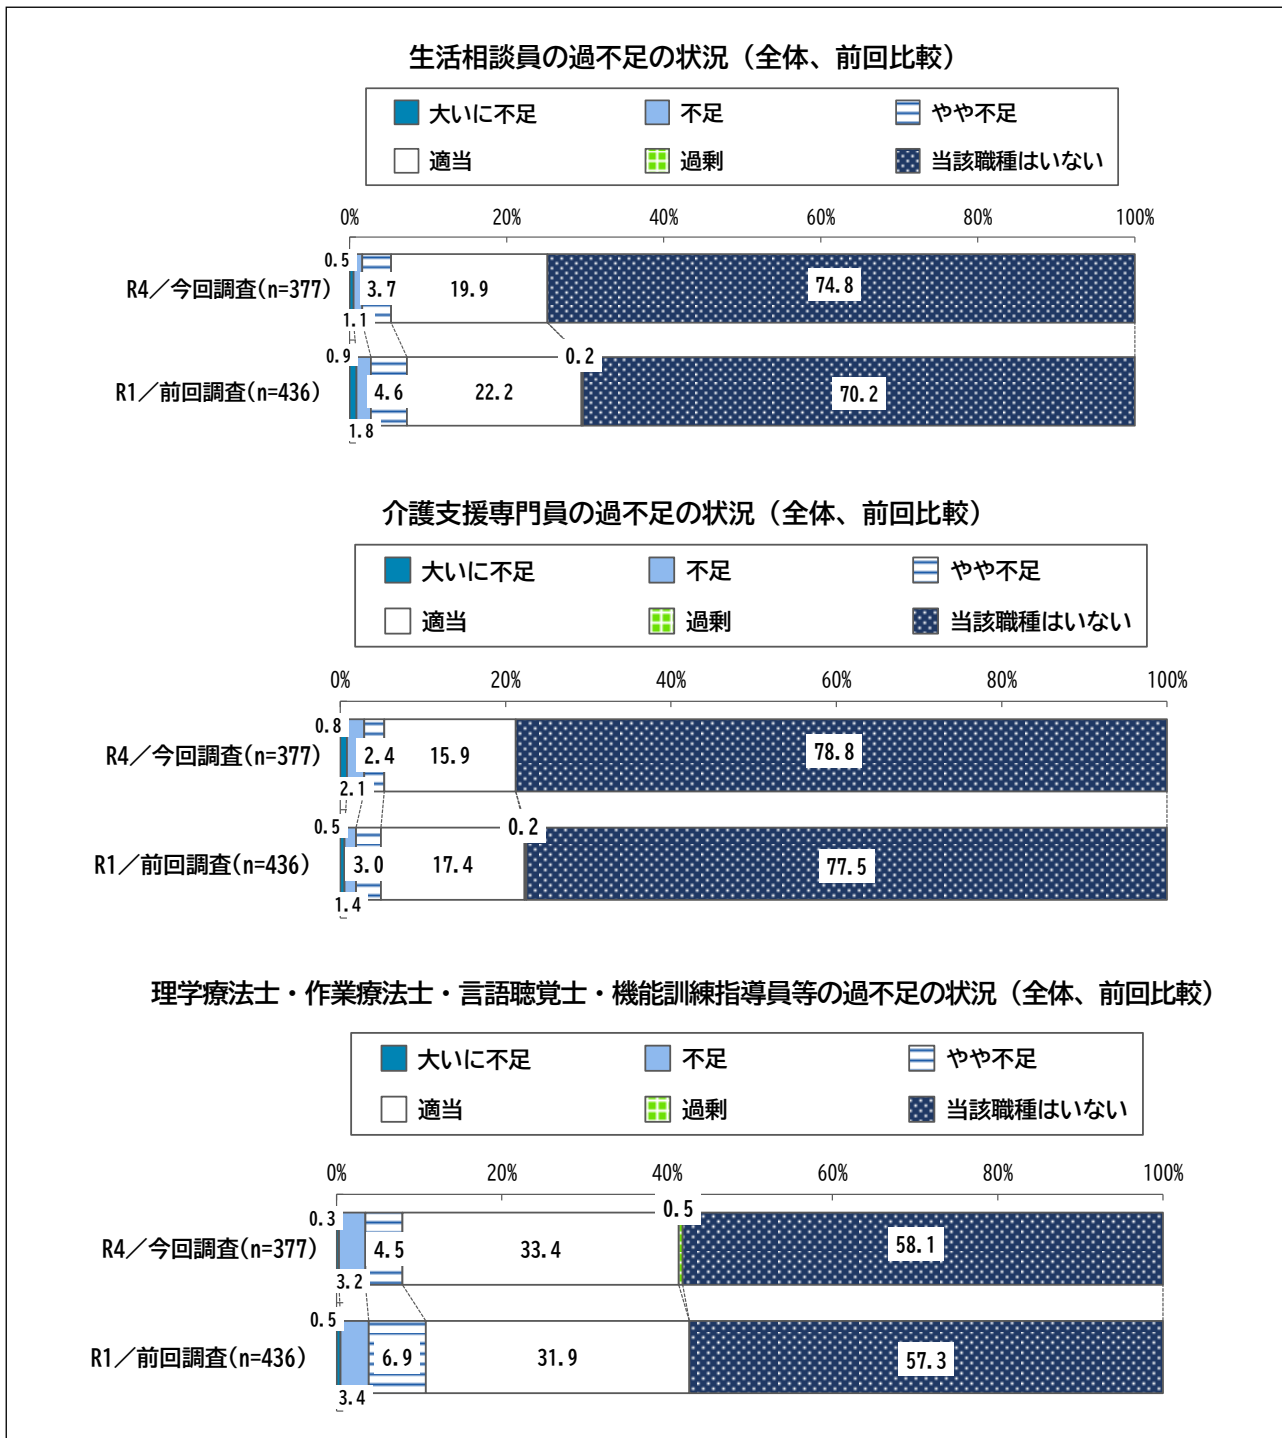 生活相談員の過不足の状況（全体、前回比較）
大いに不足 不足 やや不足
適当 過剰 当該職種はいない
0% 20% 40% 60% 80% 100%
0.5
R4／今回調査(n=377) 3.7 19.9 74.8
1.1
0.9 0.2
R1／前回調査(n=436) 4.6 22.2 70.2
1.8
介護支援専門員の過不足の状況（全体、前回比較）
大いに不足 不足 やや不足
適当 過剰 当該職種はいない
0% 20% 40% 60% 80% 100%
0.8
R4／今回調査(n=377) 2.4 15.9 78.8
2.1
0.5 0.2
R1／前回調査(n=436) 3.0 17.4 77.5
1.4
理学療法士・作業療法士・言語聴覚士・機能訓練指導員等の過不足の状況（全体、前回比較）
大いに不足 不足 やや不足
適当 過剰 当該職種はいない
0% 20% 40% 60% 80% 100%
0.3 0.5
R4／今回調査(n=377) 4.5 33.4 58.1
3.2
0.5
R1／前回調査(n=436) 6.9 31.9 57.3
3.4